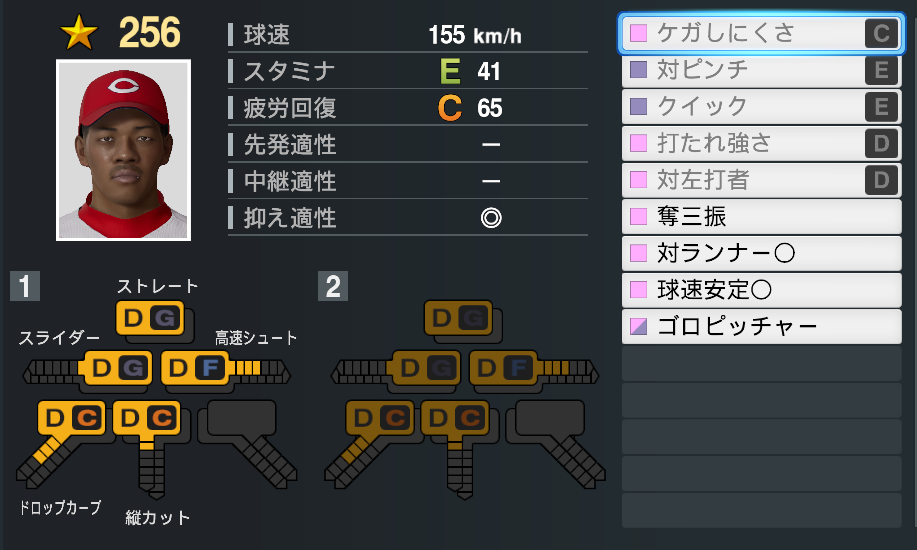 256
球速 155 km/h
スタミナ E 41
疲労回復 C 65
先発適性 ―
中継適性 ―
抑え適性 ◎
C
1
ストレート
D G
スライダー
高速シュート
D G
D F
D C
D C
ドロップカーブ
縦カット
2
D G
D G
D F
D C
D C
ケガしにくさ C
対ピンチ E
クイック E
打たれ強さ D
対左打者 D
奪三振
対ランナー〇
球速安定〇
ゴロピッチャー